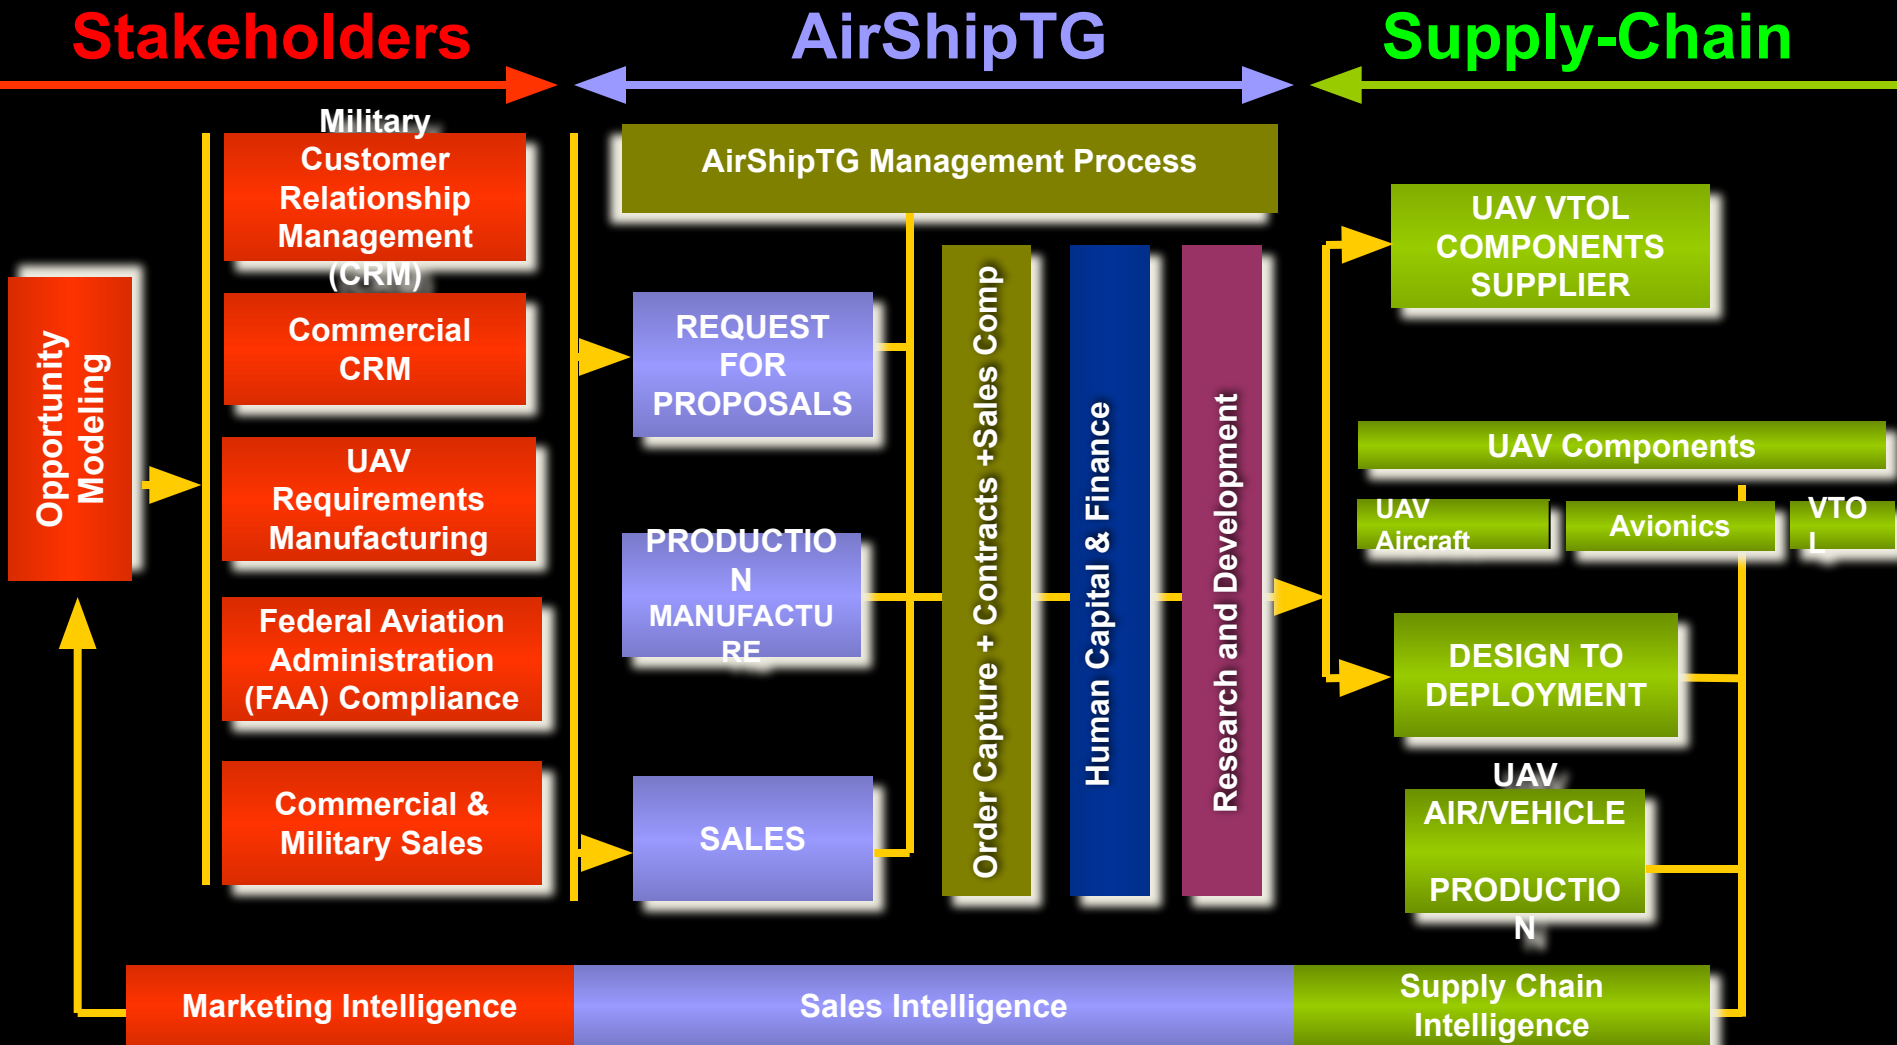 Stakeholders
AirShipTG
Supply-Chain
Opportunity
Modeling
Military
Customer
Relationship
Management
(CRM)
Commercial
CRM
UAV
Requirements
Manufacturing
Federal Aviation
Administration
(FAA) Compliance
Commercial &
Military Sales
AirShipTG Management Process
REQUEST
FOR
PROPOSALS
PRODUCTIO
N
MANUFACTU
RE
SALES
Order Capture + Contracts +Sales Comp
Human Capital & Finance
Research and Development
UAV VTOL
COMPONENTS
SUPPLIER
UAV Components
UAV
Aircraft
Avionics
VTO
L
DESIGN TO
DEPLOYMENT
UAV
AIR/VEHICLE
PRODUCTIO
N
Marketing Intelligence
Sales Intelligence
Supply Chain
Intelligence